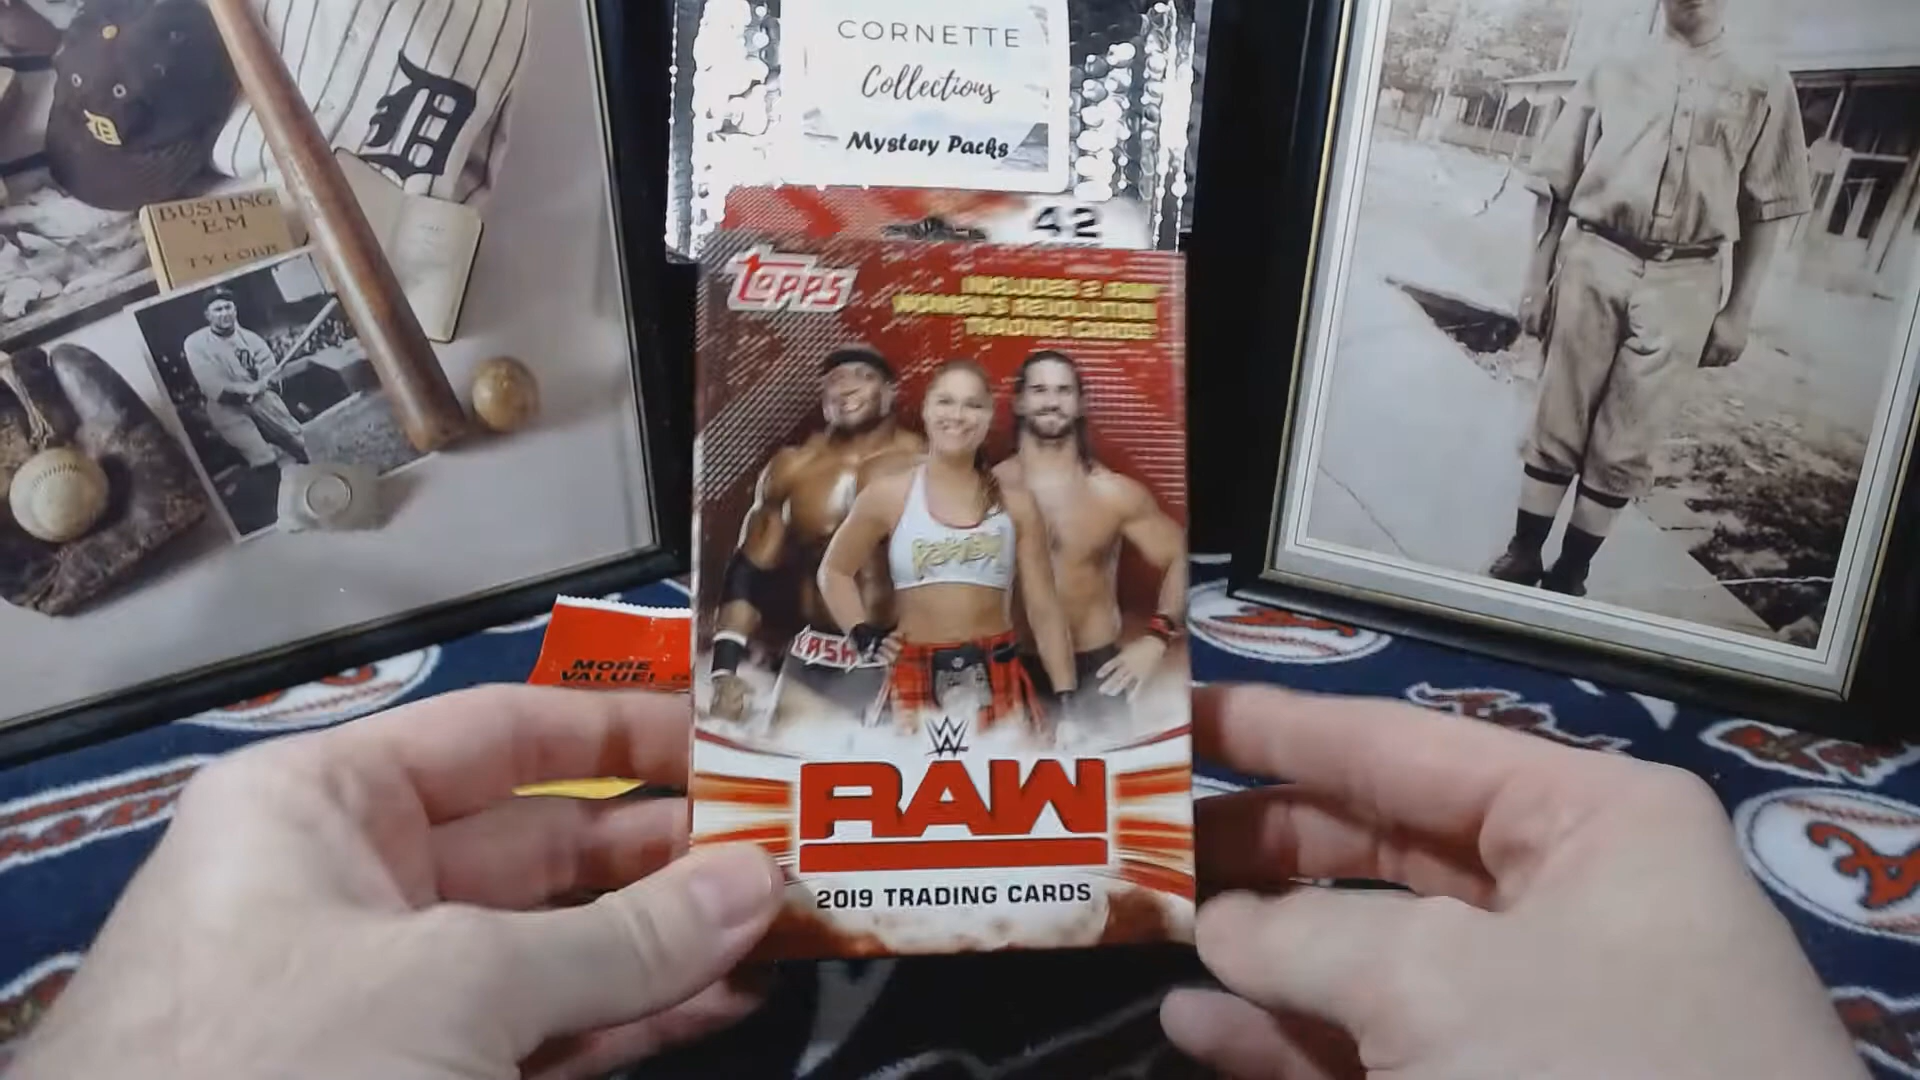 CORNETTE
Collections
Mystery Packs
42
topps
INCLUDES 2 RAW
WOMEN'S REVOLUTION
TRADING CARDS
BUSTING
'EM
TY COBB
D
MORE
VALUE!
LASH
W
RAW
2019 TRADING CARDS
A